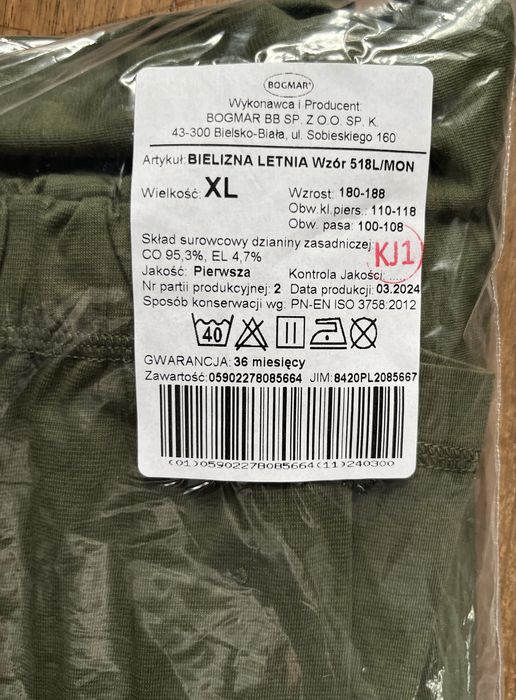 BOGMAR®
Wykonawca i Producent:
BOGMAR BB SP. Z O.O. SP. K.
43-300 Bielsko-Biała, ul. Sobieskiego 160
Artykuł: BIELIZNA LETNIA Wzór 518L/MON
Wielkość: XL
Wzrost: 180-188
Obw.kl.piers.: 110-118
Obw. pasa: 100-108
Skład surowcowy dzianiny zasadniczej:
CO 95,3%, EL 4,7%
KJ1
Jakość: Pierwsza Kontrola Jakości:......
Nr partii produkcyjnej: 2 Data produkcji: 03.2024
Sposób konserwacji wg: PN-EN ISO 3758:2012
40
GWARANCJA: 36 miesięcy
Zawartość:05902278085664 JIM:8420PL2085667
(01)05902278085664(11)240300